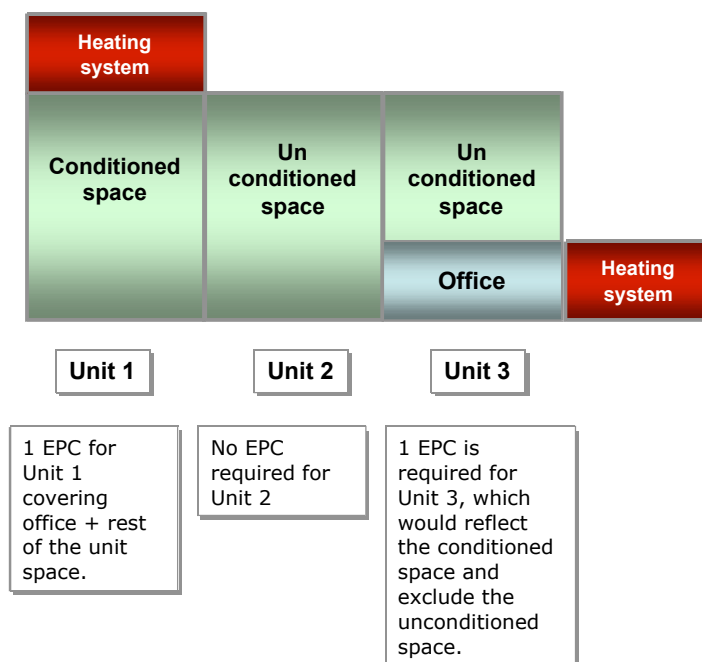 Heating
system
Conditioned
space
Un
conditioned
space
Un
conditioned
space
Office
Heating
system
Unit 1
Unit 2
Unit 3
1 EPC for
Unit 1
covering
office + rest
of the unit
space.
No EPC
required for
Unit 2
1 EPC is
required for
Unit 3, which
would reflect
the conditioned
space and
exclude the
unconditioned
space.